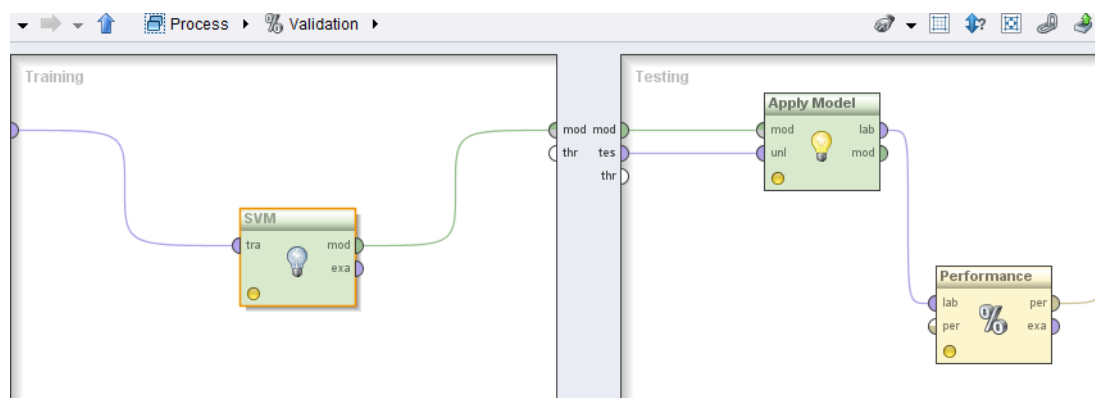 Process Validation
Training
Testing
mod mod
thr tes
thr
SVM
tra mod
exa
Apply Model
mod lab
unl mod
Performance
lab per
per exa